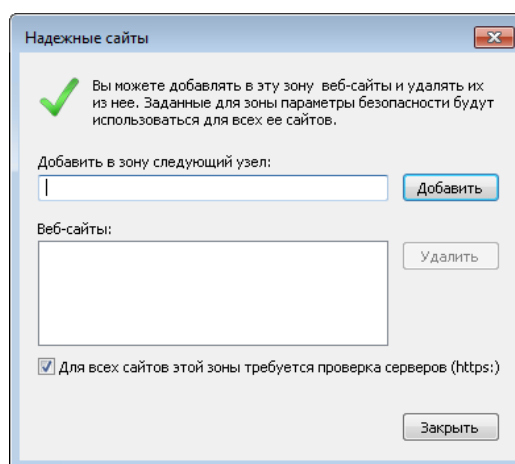 Надежные сайты
Вы можете добавлять в эту зону веб-сайты и удалять их
из нее. Заданные для зоны параметры безопасности будут
использоваться для всех ее сайтов.
Добавить в зону следующий узел:
Добавить
Веб-сайты:
Удалить
Для всех сайтов этой зоны требуется проверка серверов (https:)
Закрыть